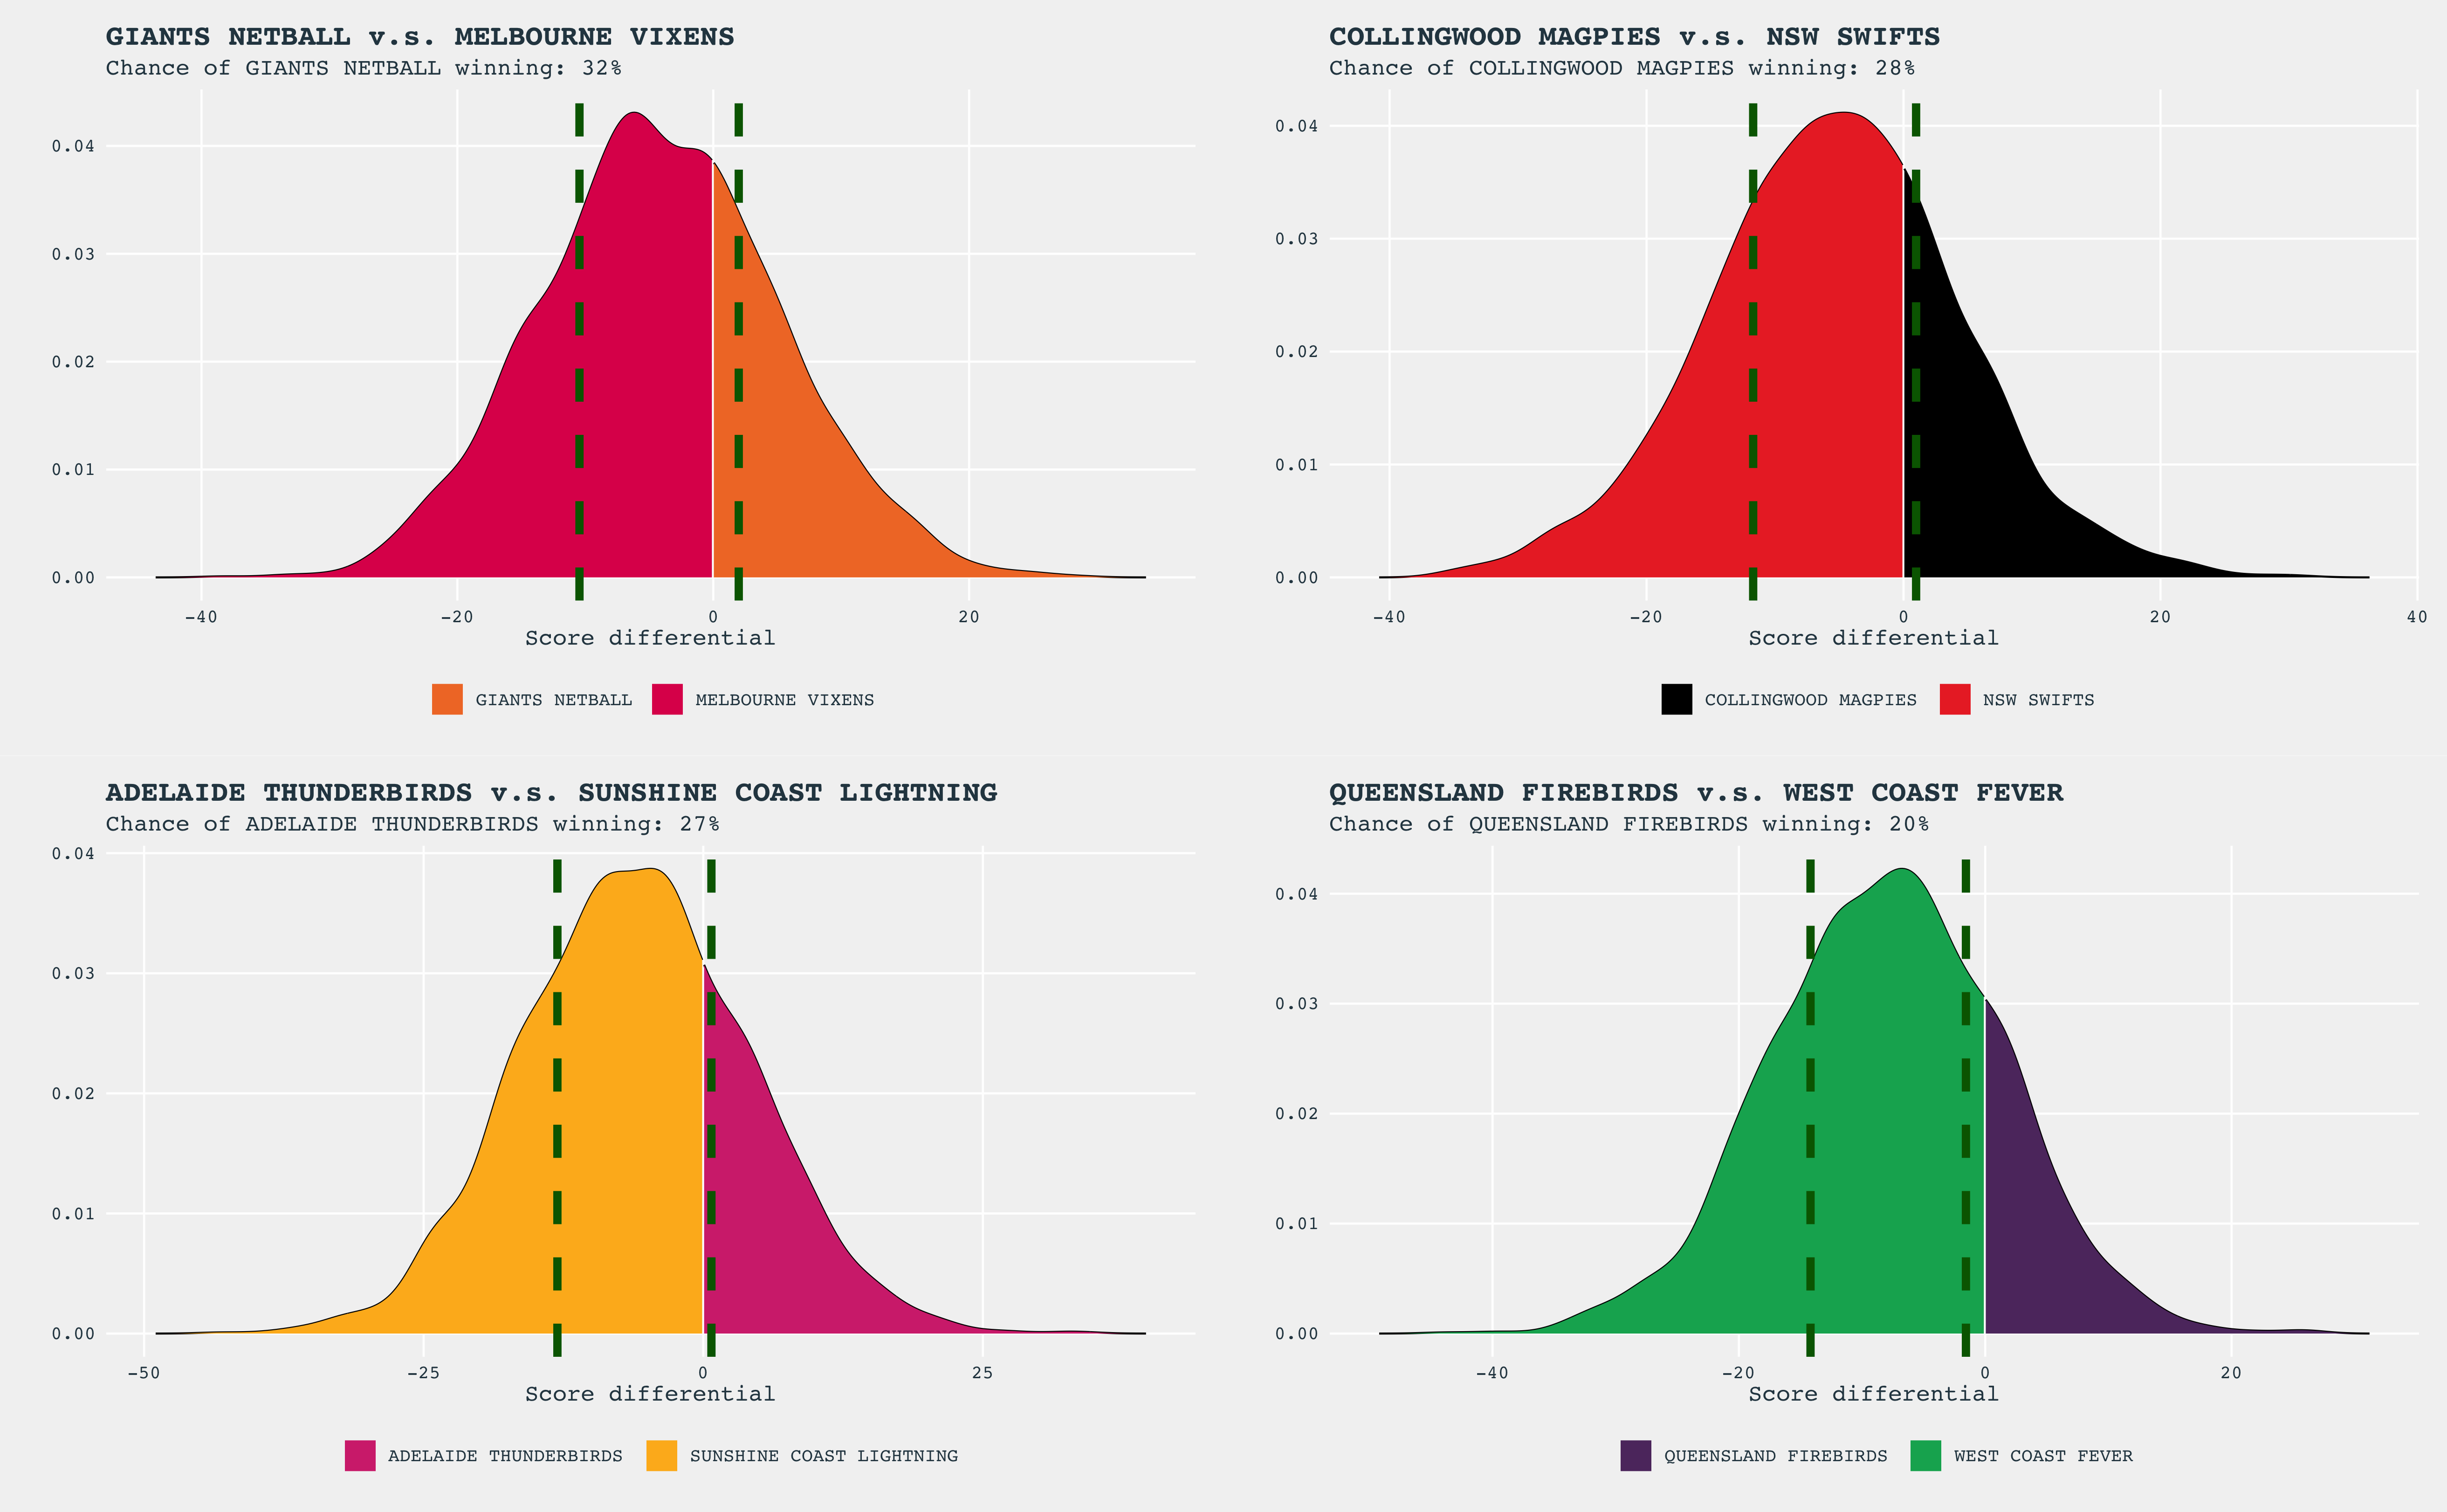 GIANTS NETBALL v.s. MELBOURNE VIXENS
Chance of GIANTS NETBALL winning: 32%
0.04
0.03
0.02
0.01
0.00
-40 -20 0 20
Score differential
GIANTS NETBALL MELBOURNE VIXENS
COLLINGWOOD MAGPIES v.s. NSW SWIFTS
Chance of COLLINGWOOD MAGPIES winning: 28%
0.04
0.03
0.02
0.01
0.00
-40 -20 0 20 40
Score differential
COLLINGWOOD MAGPIES NSW SWIFTS
ADELAIDE THUNDERBIRDS v.s. SUNSHINE COAST LIGHTNING
Chance of ADELAIDE THUNDERBIRDS winning: 27%
0.04
0.03
0.02
0.01
0.00
-50 -25 0 25
Score differential
ADELAIDE THUNDERBIRDS SUNSHINE COAST LIGHTNING
QUEENSLAND FIREBIRDS v.s. WEST COAST FEVER
Chance of QUEENSLAND FIREBIRDS winning: 20%
0.04
0.03
0.02
0.01
0.00
-40 -20 0 20
Score differential
QUEENSLAND FIREBIRDS WEST COAST FEVER